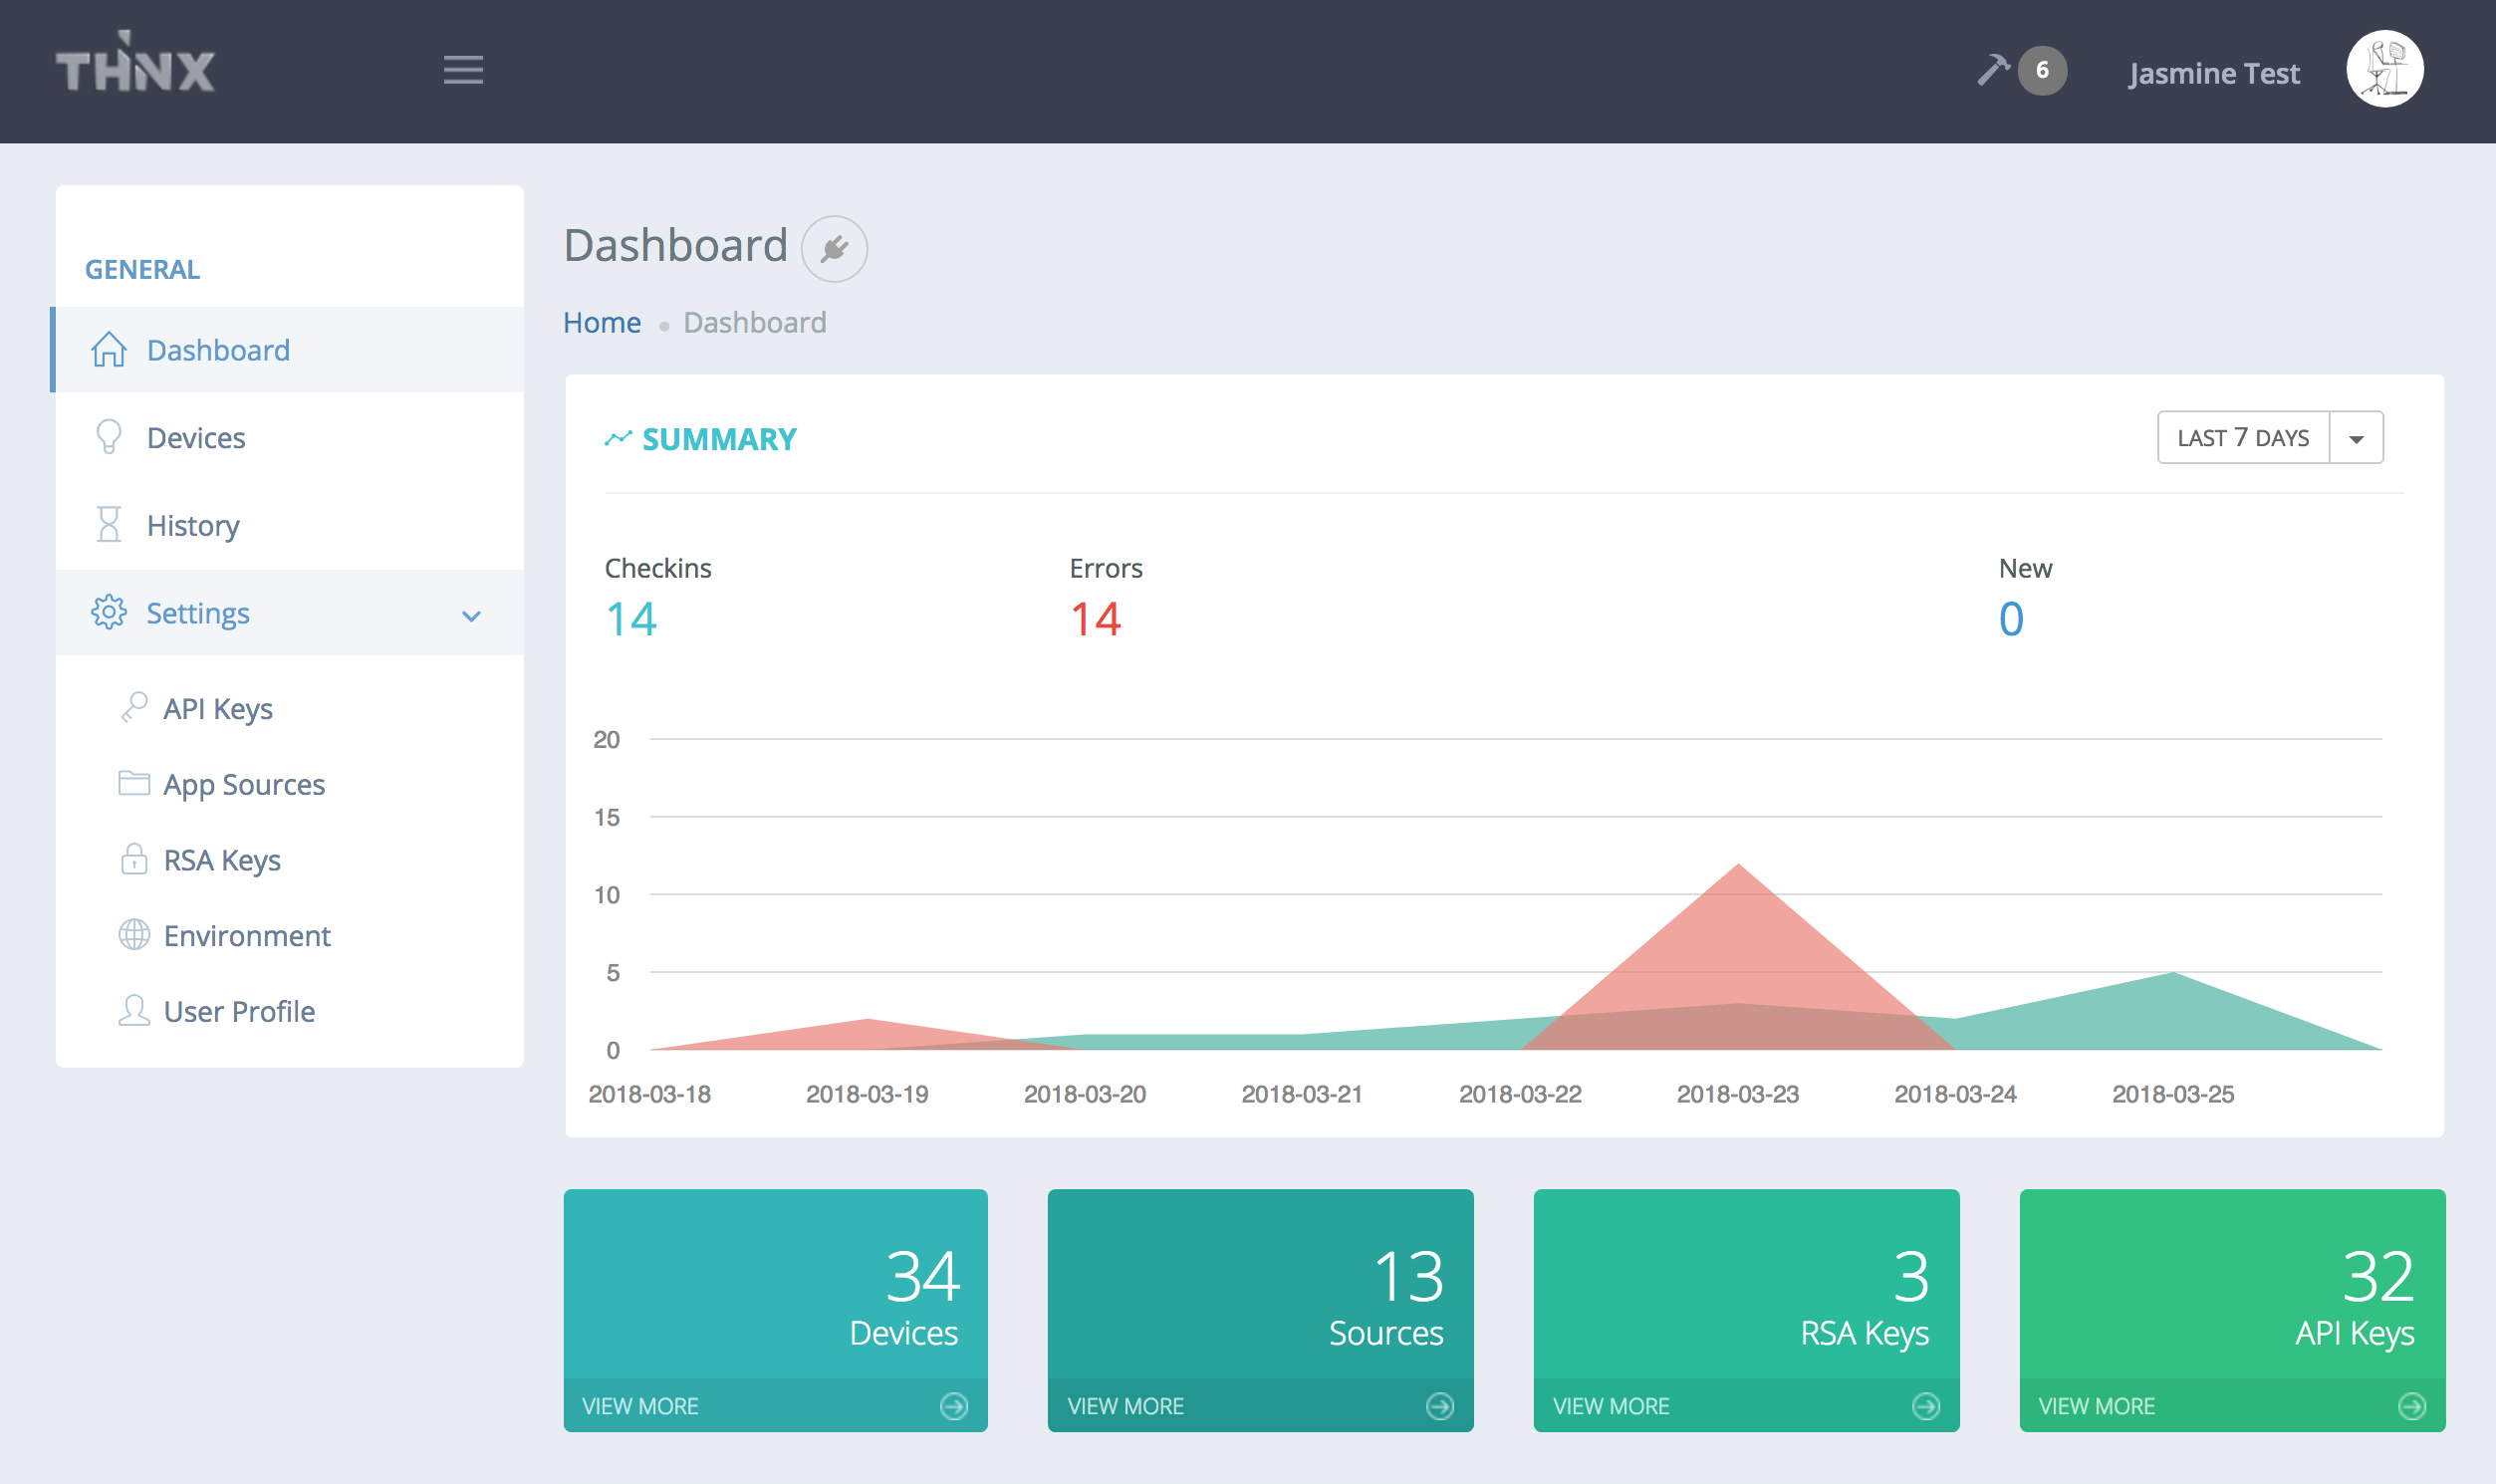 THiNX
6
Jasmine Test
GENERAL
Dashboard
Devices
History
Settings
API Keys
App Sources
RSA Keys
Environment
User Profile
Dashboard
Home
Dashboard
SUMMARY
LAST 7 DAYS
Checkins
14
Errors
14
New
0
20
15
10
5
0
2018-03-18 2018-03-19 2018-03-20 2018-03-21 2018-03-22 2018-03-23 2018-03-24 2018-03-25
34
Devices
VIEW MORE
13
Sources
VIEW MORE
3
RSA Keys
VIEW MORE
32
API Keys
VIEW MORE